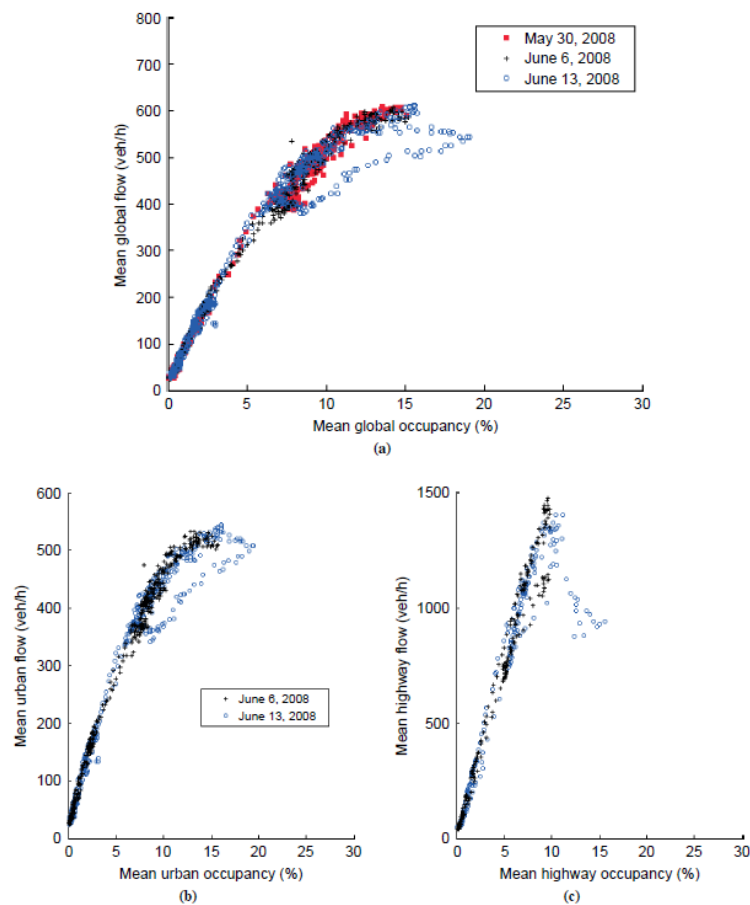 800
700
600
500
400
300
200
100
0
Mean global flow (veh/h)
May 30, 2008
June 6, 2008
June 13, 2008
0 5 10 15 20 25 30
Mean global occupancy (%)
(a)
600
500
400
300
200
100
0
Mean urban flow (veh/h)
June 6, 2008
June 13, 2008
0 5 10 15 20 25 30
Mean urban occupancy (%)
(b)
1500
1000
500
0
Mean highway flow (veh/h)
0 5 10 15 20 25 30
Mean highway occupancy (%)
(c)